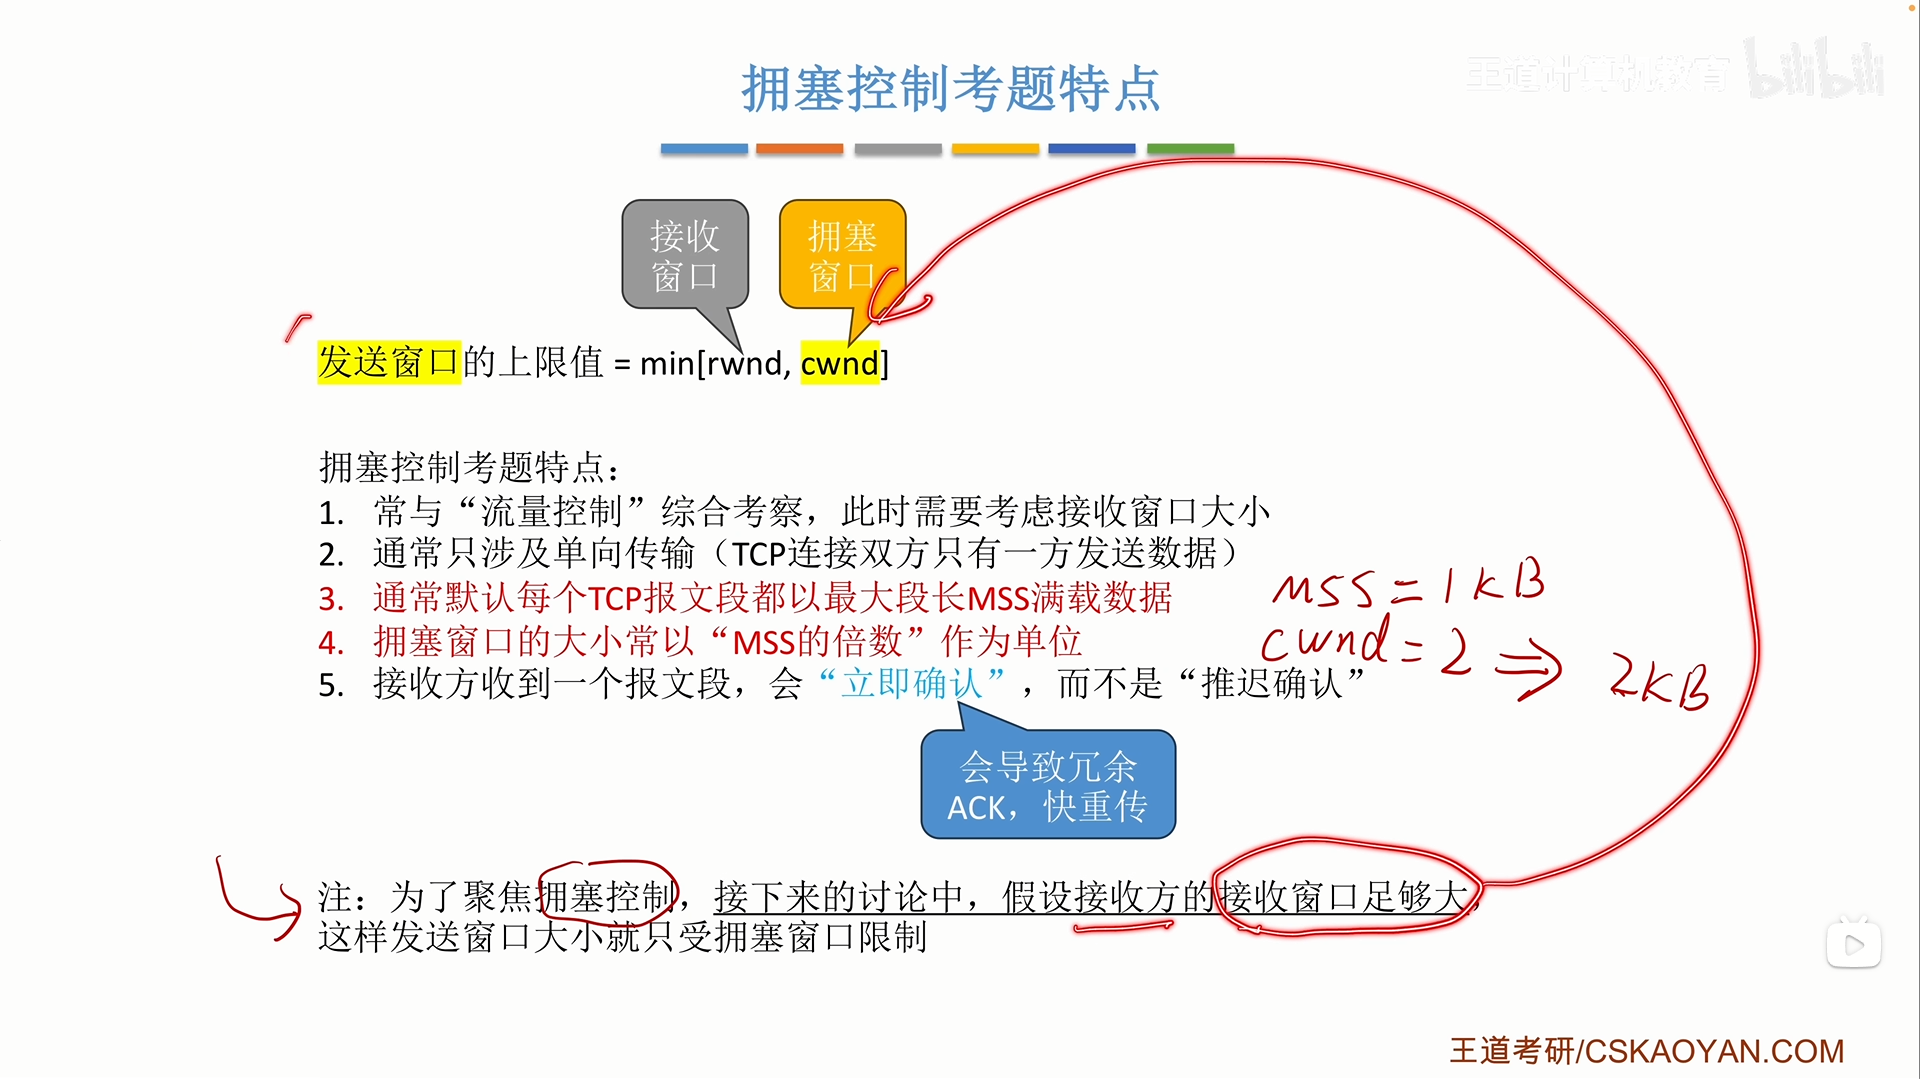 拥塞控制考题特点
王道计算机教育 bilibili
接收
窗口
拥塞
窗口
发送窗口的上限值 = min[rwnd, cwnd]
拥塞控制考题特点：
1. 常与“流量控制”综合考察，此时需要考虑接收窗口大小
2. 通常只涉及单向传输（TCP连接双方只有一方发送数据）
3. 通常默认每个TCP报文段都以最大段长MSS满载数据
4. 拥塞窗口的大小常以“MSS的倍数”作为单位
5. 接收方收到一个报文段，会“立即确认”，而不是“推迟确认”
MSS = 1KB
cwnd = 2 ⇒ 2KB
会导致冗余
ACK，快重传
注：为了聚焦拥塞控制，接下来的讨论中，假设接收方的接收窗口足够大，
这样发送窗口大小就只受拥塞窗口限制
王道考研/CSKAOYAN.COM